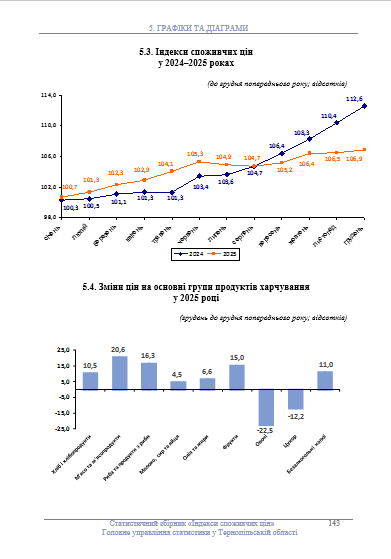 5. ГРАФІКИ ТА ДІАГРАМИ
5.3. Індекси споживчих цін
у 2024–2025 роках
(до грудня попереднього року; відсотків)
114,0
110,0
106,0
102,0
98,0
112,6
110,4
108,3
106,4
105,3
104,9
104,7
104,1
102,9
102,3
101,3
100,7
100,3
100,5
101,1
101,3
101,3
103,4
103,6
104,7
105,2
106,4
106,5
106,9
січень
лютий
березень
квітень
травень
червень
липень
серпень
вересень
жовтень
листопад
грудень
2024
2025
5.4. Зміни цін на основні групи продуктів харчування
у 2025 році
(грудень до грудня попереднього року; відсотків)
25,0
15,0
5,0
-5,0
-15,0
-25,0
10,5
20,6
16,3
4,5
6,6
15,0
-22,5
-12,2
11,0
Хліб і хлібопродукти
М'ясо та м'ясопродукти
Риба та продукти з риби
Молоко, сир та яйця
Олія та жири
Фрукти
Овочі
Цукор
Безалкогольні напої
Статистичний збірник «Індекси споживчих цін»
143
Головне управління статистики у Тернопільській області